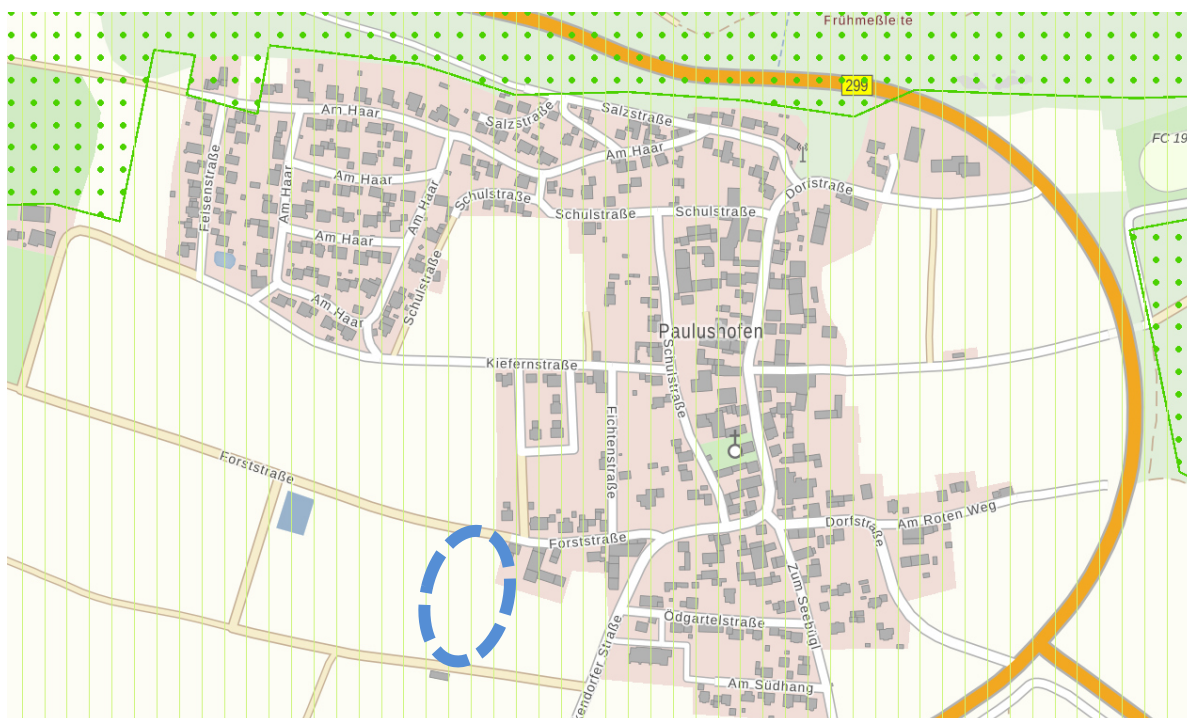 Frühmeßleite
299
Am Haar
Salzstraße
Salzstraße
FC 19
Am Haar
Felsenstraße
Am Haar
Am Haar
Am Haar
Schulstraße
Dorfstraße
Schulstraße
Schulstraße
Am Haar
Schulstraße
Am Haar
Paulushofen
Kiefernstraße
Schulstraße
Fichtenstraße
Forststraße
Am Roten Weg
Dorfstraße
Forststraße
Zum Seebügl
Ödgartelstraße
endorfer Straße
Am Südhang